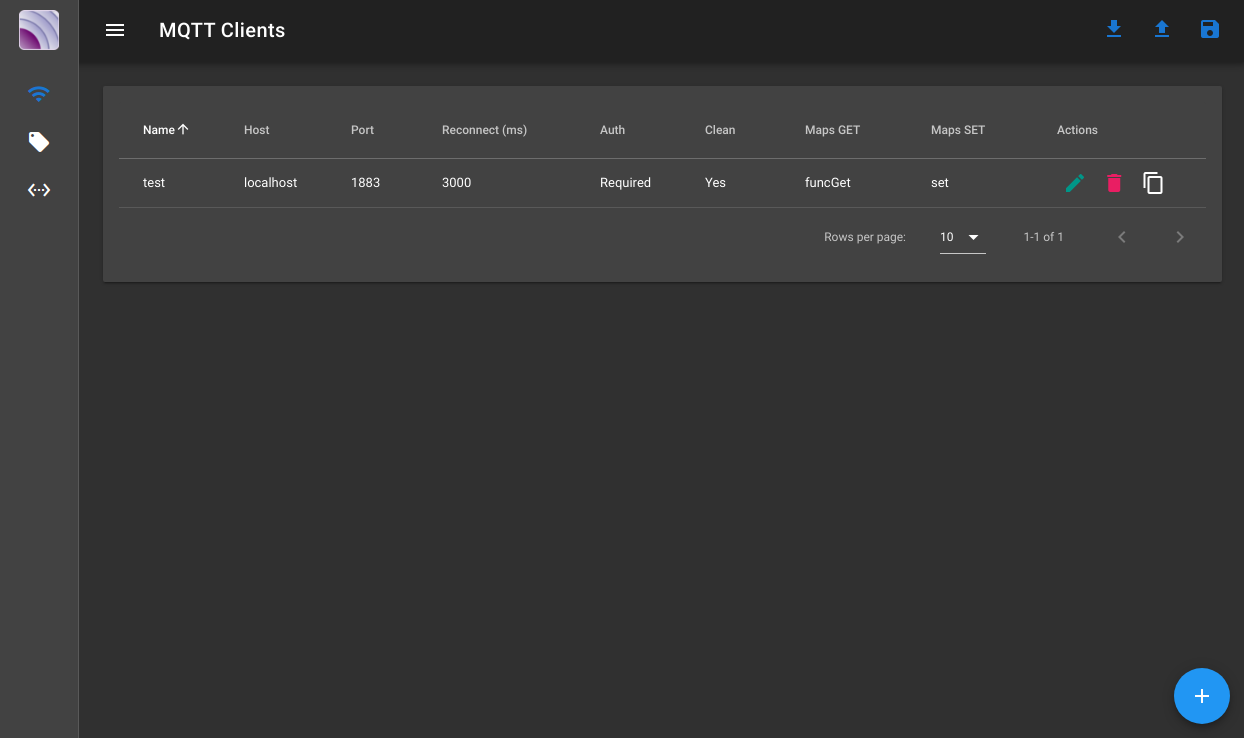 MQTT Clients
Name Host Port Reconnect (ms) Auth Clean Maps GET Maps SET Actions
test localhost 1883 3000 Required Yes funcGet set
Rows per page: 10 1-1 of 1